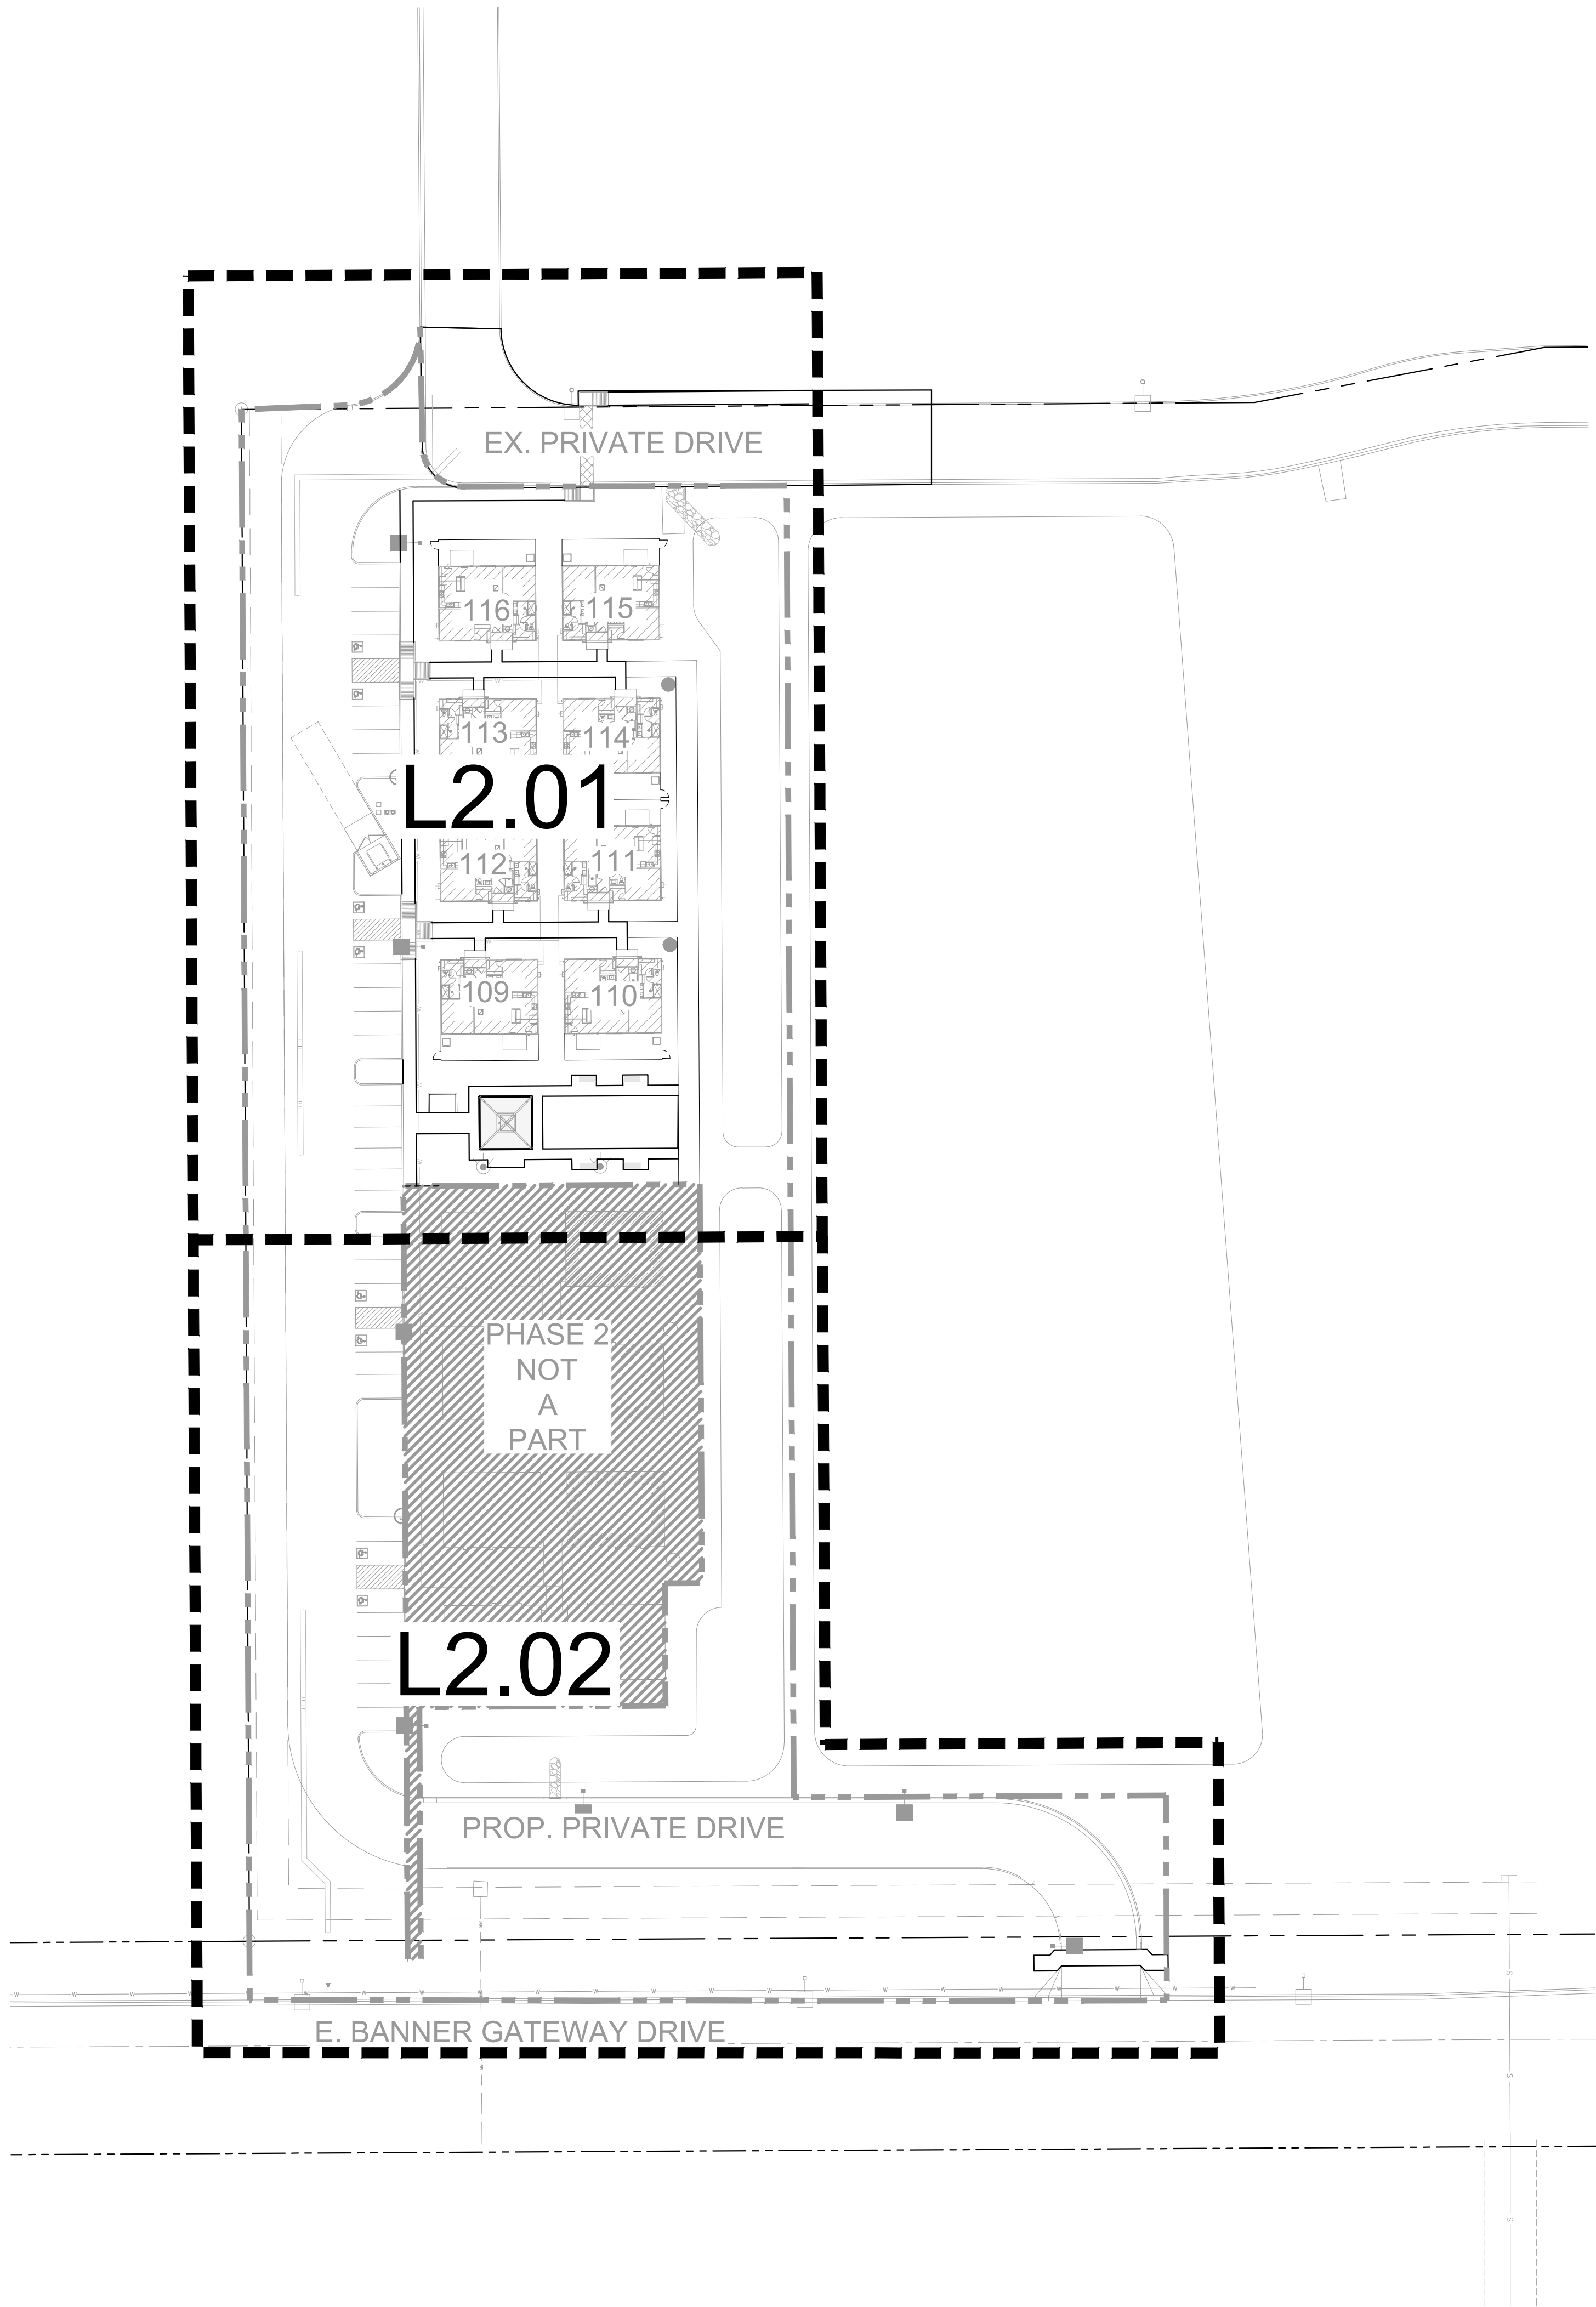 EX. PRIVATE DRIVE
116
115
113
114
L2.01
112
111
109
110
PHASE 2
NOT
A
PART
L2.02
PROP. PRIVATE DRIVE
W W W W W W W W W W W W W W W W W W W W W W
E. BANNER GATEWAY DRIVE
S
S
S